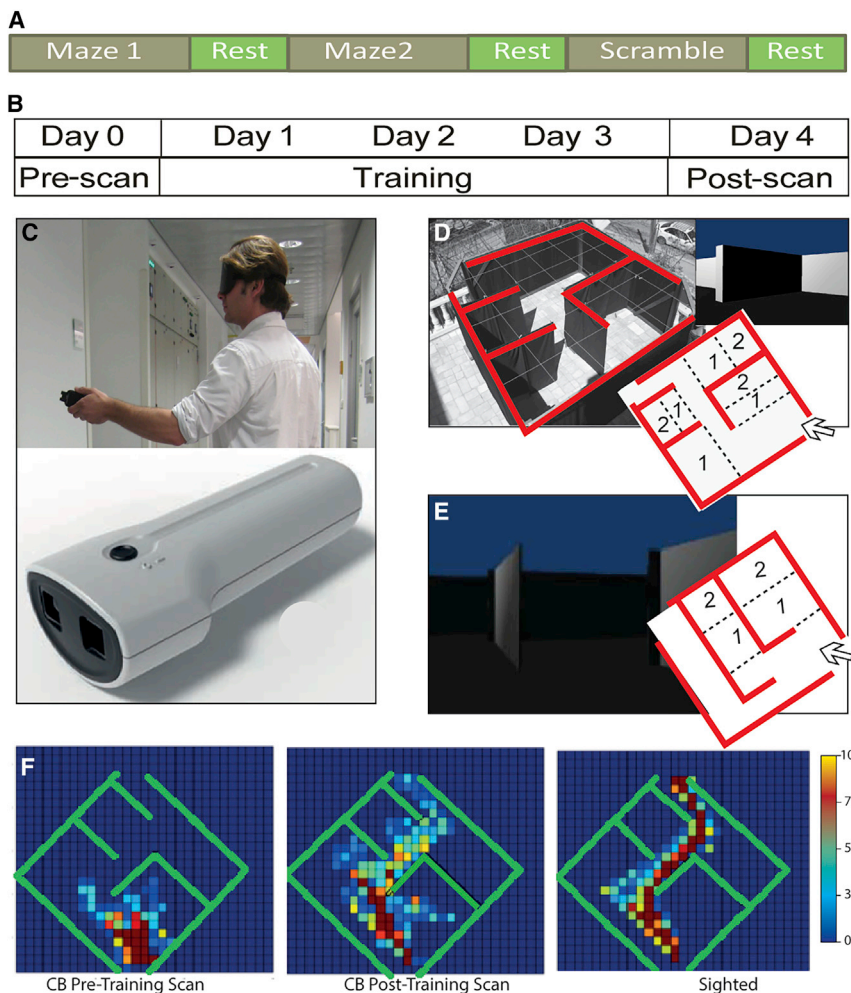 A
Maze 1 Rest Maze2 Rest Scramble Rest
B
Day 0 Day 1 Day 2 Day 3 Day 4
Pre-scan Training Post-scan
C
D
1 2
2
1
2 1
1
E
2
2
1
1
F
10
7
5
3
0
CB Pre-Training Scan CB Post-Training Scan Sighted